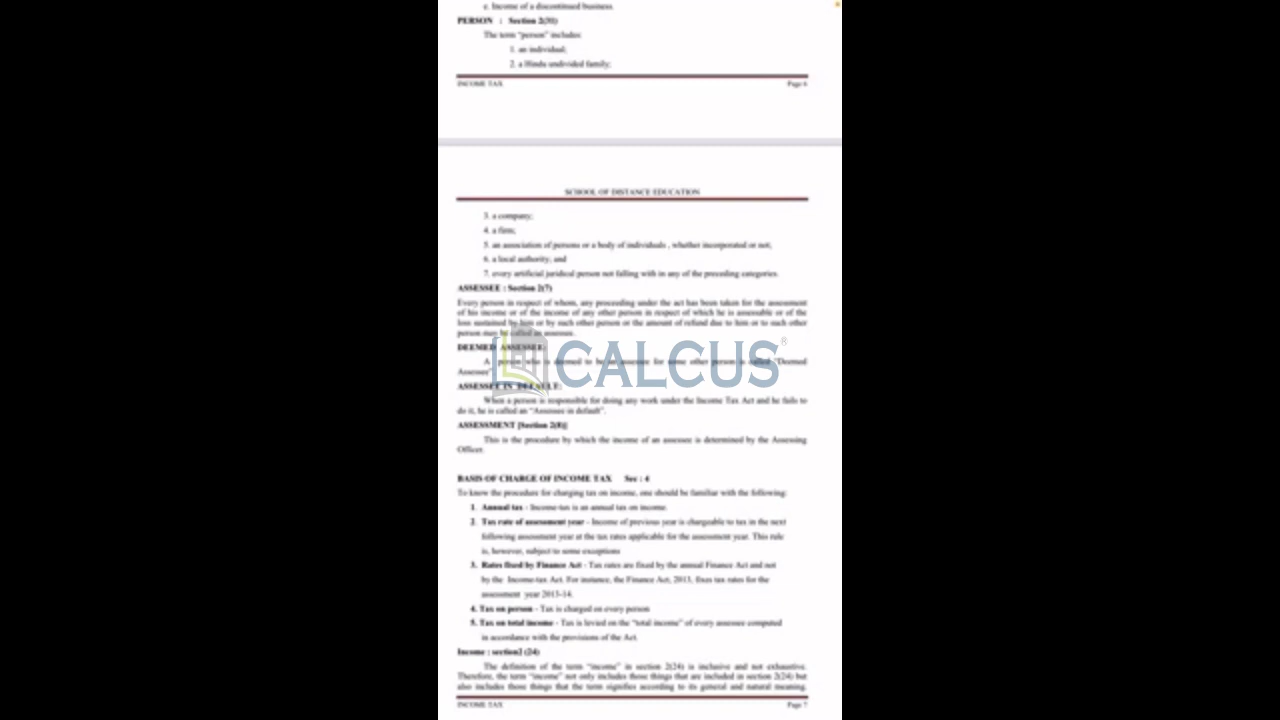 e. Income of a discontinued business.
PERSON : Section 2(31)
The term "person" includes:
1. an individual;
2. a Hindu undivided family;
INCOME TAX Page 6
SCHOOL OF DISTANCE EDUCATION
3. a company;
4. a firm;
5. an association of persons or a body of individuals , whether incorporated or not;
6. a local authority; and
7. every artificial juridical person not falling with in any of the preceding categories.
ASSESSEE : Section 2(7)
Every person in respect of whom, any proceeding under the act has been taken for the assessment
of his income or of the income of any other person in respect of which he is assessable or of the
loss sustained by him or by such other person or the amount of refund due to him or to such other
person may be called an assessee.
DEEMED ASSESSEE:
A person who is deemed to be an assessee for some other person is called "Deemed
Assessee"
CALCUS®
ASSESSEE IN DEFAULT:
When a person is responsible for doing any work under the Income Tax Act and he fails to
do it, he is called an "Assessee in default".
ASSESSMENT [Section 2(8)]
This is the procedure by which the income of an assessee is determined by the Assessing
Officer.
BASIS OF CHARGE OF INCOME TAX Sec : 4
To know the procedure for charging tax on income, one should be familiar with the following:
1. Annual tax - Income-tax is an annual tax on income.
2. Tax rate of assessment year - Income of previous year is chargeable to tax in the next
following assessment year at the tax rates applicable for the assessment year. This rule
is, however, subject to some exceptions
3. Rates fixed by Finance Act - Tax rates are fixed by the annual Finance Act and not
by the Income-tax Act. For instance, the Finance Act, 2013, fixes tax rates for the
assessment year 2013-14.
4. Tax on person - Tax is charged on every person
5. Tax on total income - Tax is levied on the "total income" of every assessee computed
in accordance with the provisions of the Act.
Income : section2 (24)
The definition of the term "income" in section 2(24) is inclusive and not exhaustive.
Therefore, the term "income" not only includes those things that are included in section 2(24) but
also includes those things that the term signifies according to its general and natural meaning.
INCOME TAX Page 7